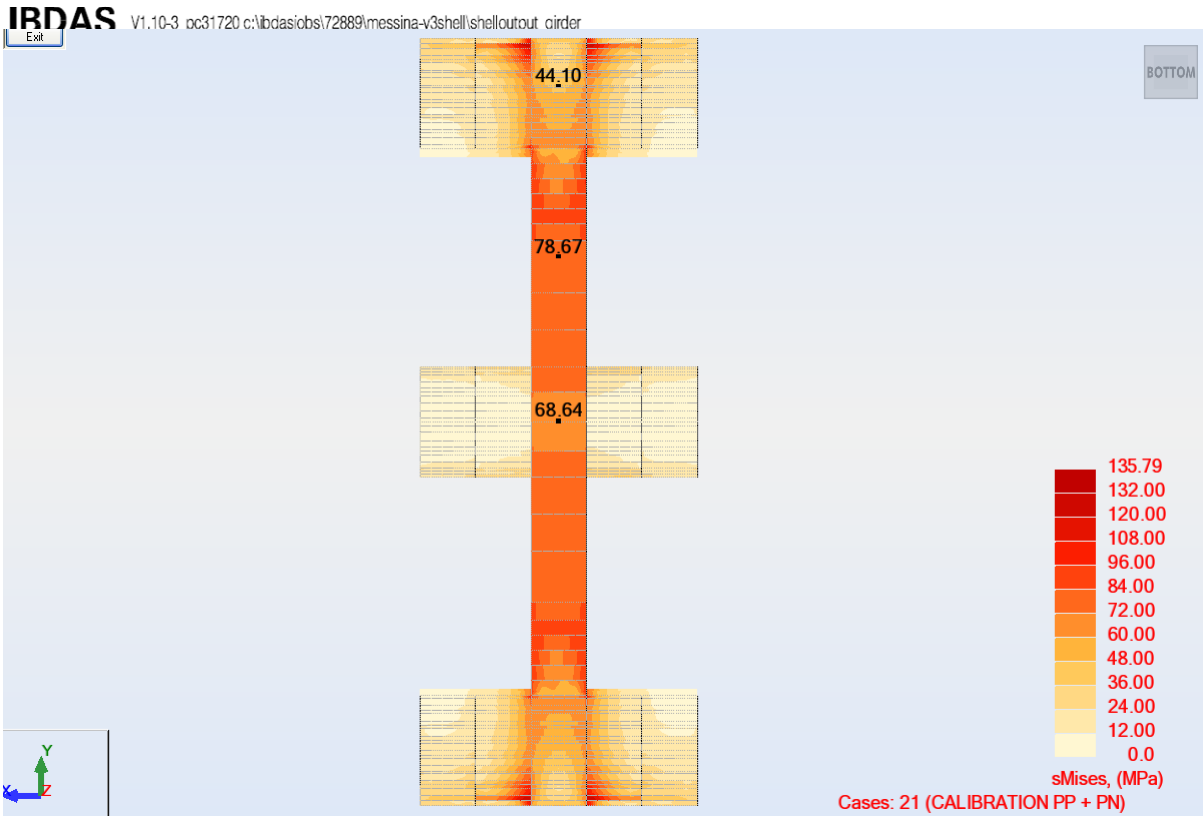 IBDAS V1.10-3 pc31720 c:\ibdasjobs\72889\messina-v3shell\shelloutput girder
Exit
BOTTOM
44.10
78.67
68.64
135.79
132.00
120.00
108.00
96.00
84.00
72.00
60.00
48.00
36.00
24.00
12.00
0.0
sMises, (MPa)
Cases: 21 (CALIBRATION PP + PN)
Y
X
Z